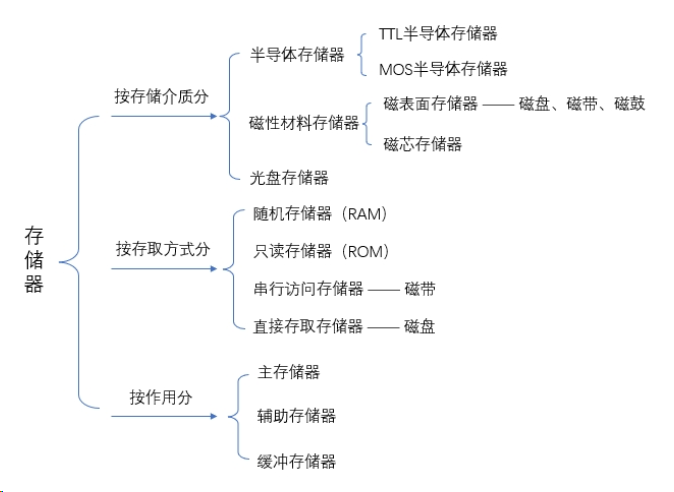 存储器
按存储介质分
半导体存储器
TTL半导体存储器
MOS半导体存储器
磁性材料存储器
磁表面存储器 —— 磁盘、磁带、磁鼓
磁芯存储器
光盘存储器
按存取方式分
随机存储器（RAM）
只读存储器（ROM）
串行访问存储器 —— 磁带
直接存取存储器 —— 磁盘
按作用分
主存储器
辅助存储器
缓冲存储器